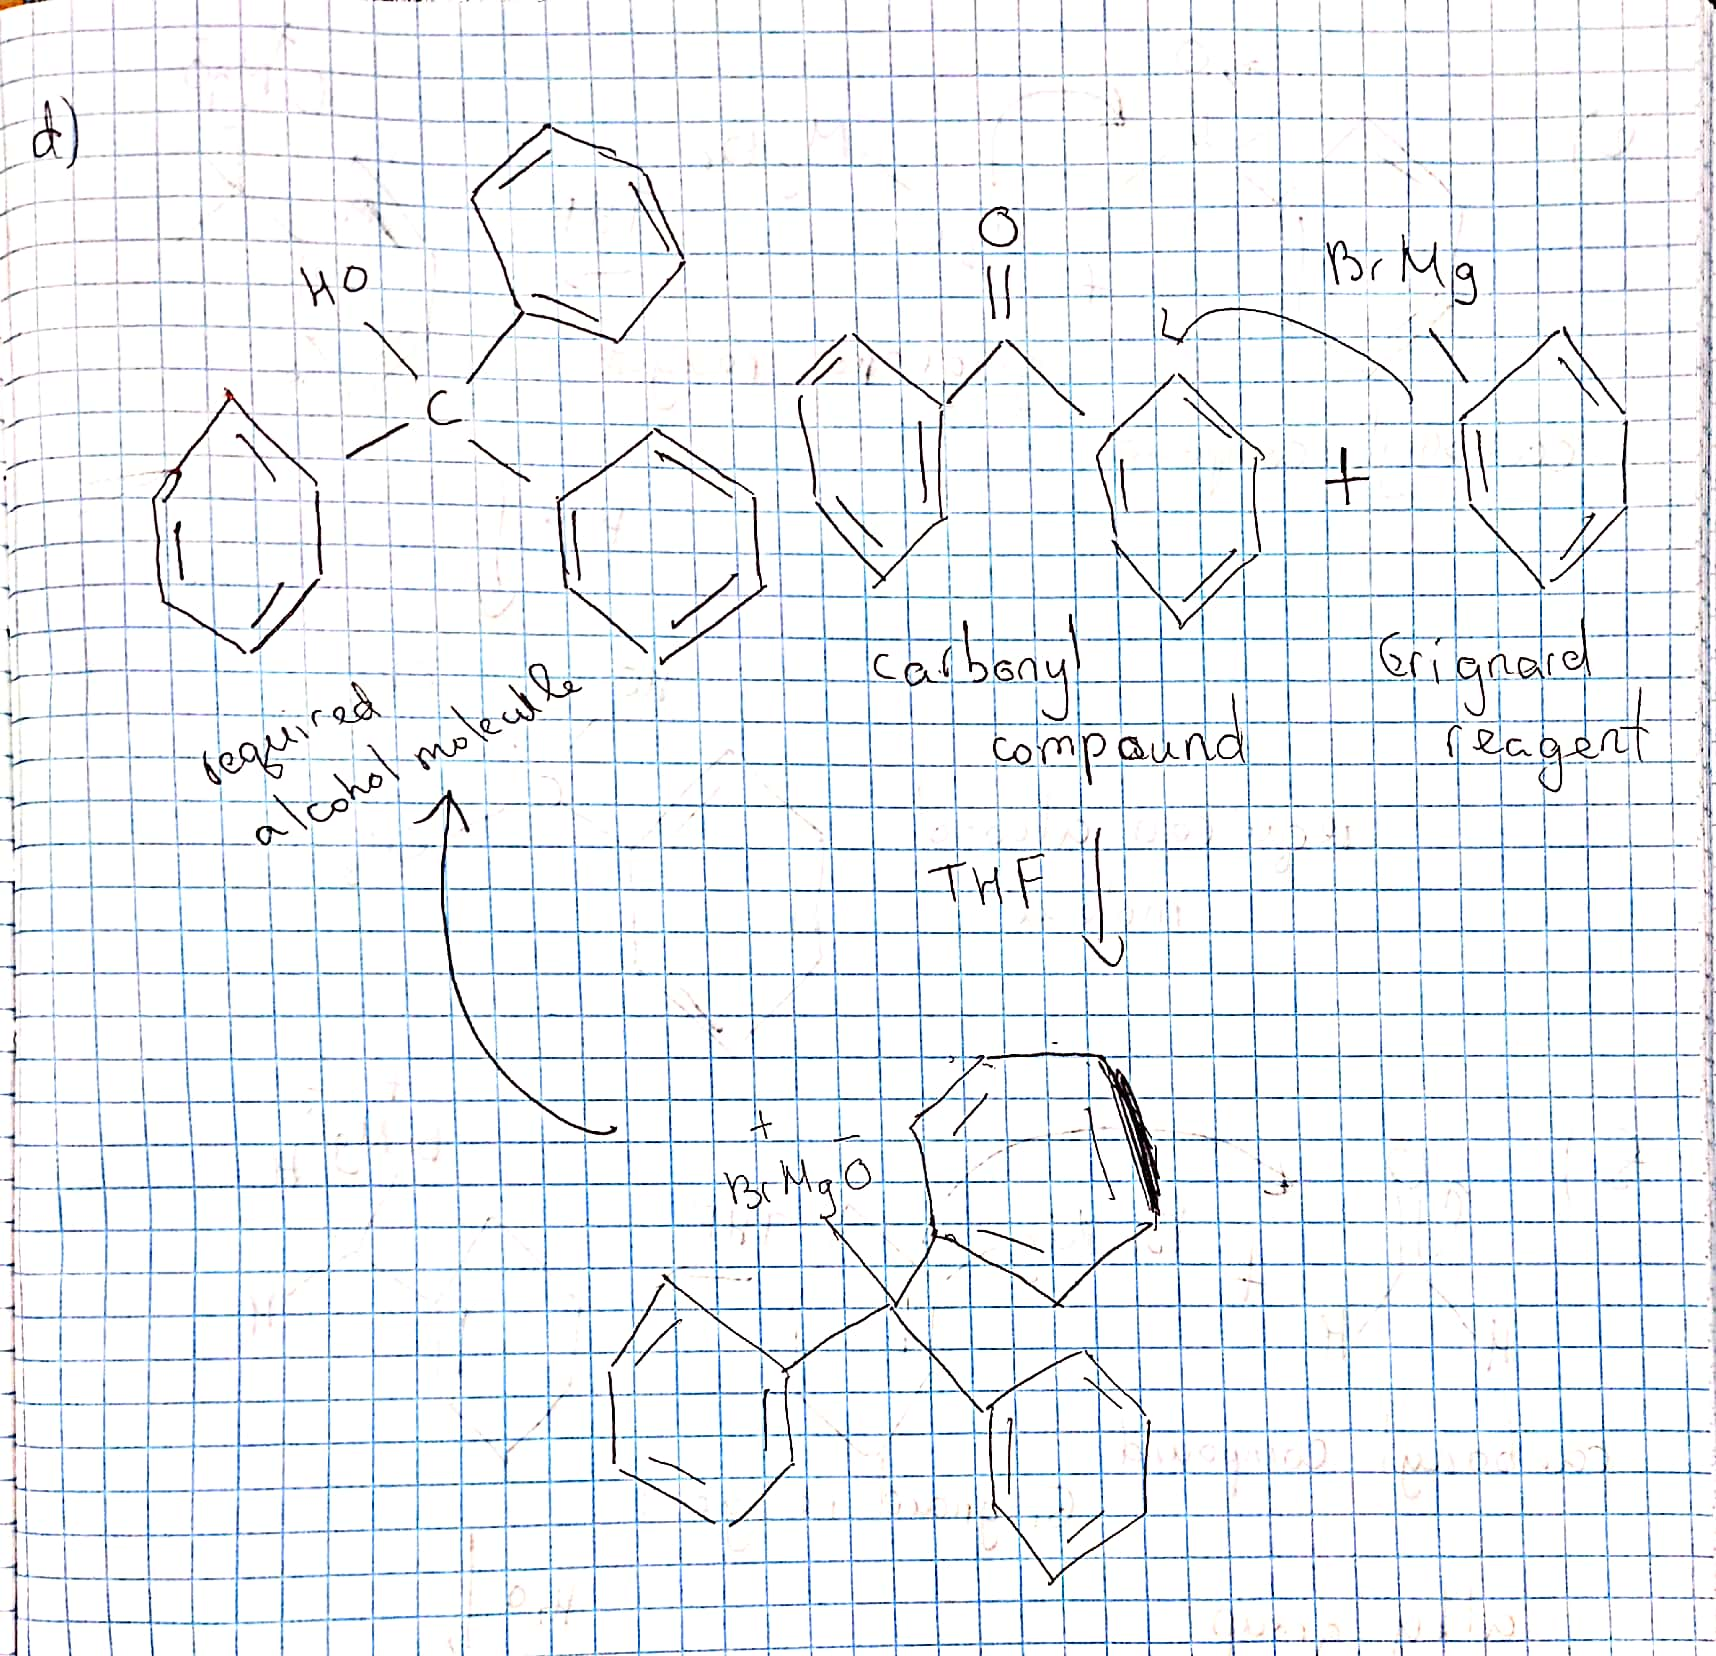 d)
HO
C
O
BrMg
+
required
alcohol molecule
carbonyl
compound
Grignard
reagent
THF
+ −
BrMgO